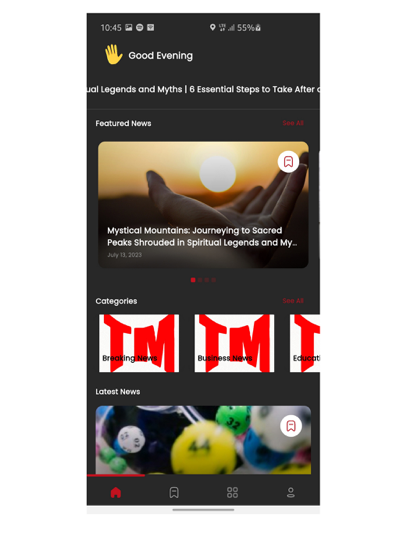 10:45
LTE 55%
Good Evening
ual Legends and Myths | 6 Essential Steps to Take After
Featured News See All
Mystical Mountains: Journeying to Sacred
Peaks Shrouded in Spiritual Legends and My...
July 13, 2023
Categories See All
TM TM T
Breaking News Business News Educati
Latest News
32